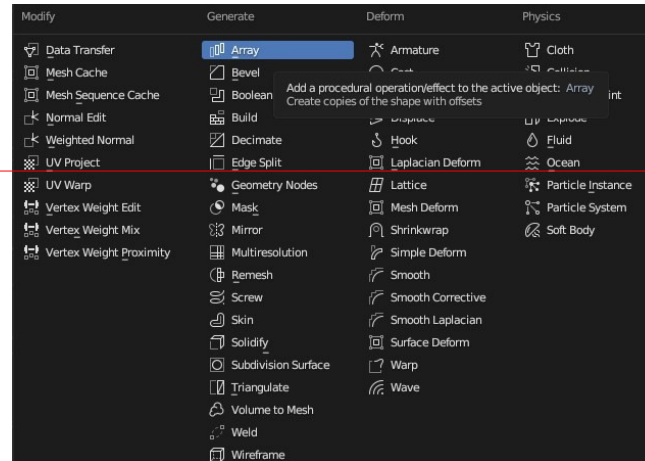 Modify
Data Transfer
Mesh Cache
Mesh Sequence Cache
Normal Edit
Weighted Normal
UV Project
UV Warp
Vertex Weight Edit
Vertex Weight Mix
Vertex Weight Proximity
Generate
Array
Bevel
Boolean
Build
Decimate
Edge Split
Geometry Nodes
Mask
Mirror
Multiresolution
Remesh
Screw
Skin
Solidify
Subdivision Surface
Triangulate
Volume to Mesh
Weld
Wireframe
Add a procedural operation/effect to the active object: Array
Create copies of the shape with offsets
Deform
Armature
Displace
Hook
Laplacian Deform
Lattice
Mesh Deform
Shrinkwrap
Simple Deform
Smooth
Smooth Corrective
Smooth Laplacian
Surface Deform
Warp
Wave
Physics
Cloth
Collision
int
Explode
Fluid
Ocean
Particle Instance
Particle System
Soft Body